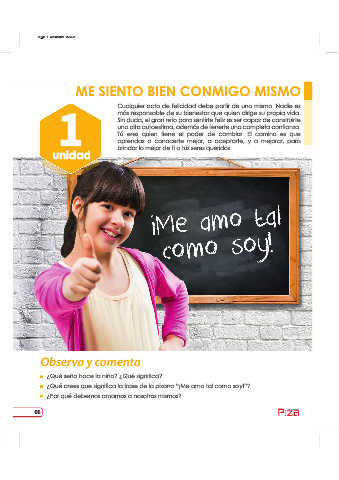 ME SIENTO BIEN CONMIGO MISMO
Cualquier acto de felicidad debe partir de uno mismo. Nadie es
más responsable de su bienestar que quien dirige su propia vida.
Sin duda, el gran reto para sentirte feliz es ser capaz de construirte
una alta autoestima, además de tenerte una completa confianza.
Tú eres quien tiene el poder de cambiar. El camino es que
aprendas a conocerte mejor, a aceptarte, y a mejorar, para
brindar lo mejor de ti a tus seres queridos.
1
unidad
¡Me amo tal
como soy!
Observa y comenta
¿Qué seña hace la niña? ¿Qué significa?
¿Qué crees que significa la frase de la pizarra "¡Me amo tal como soy!"?
¿Por qué debemos amarnos a nosotros mismos?